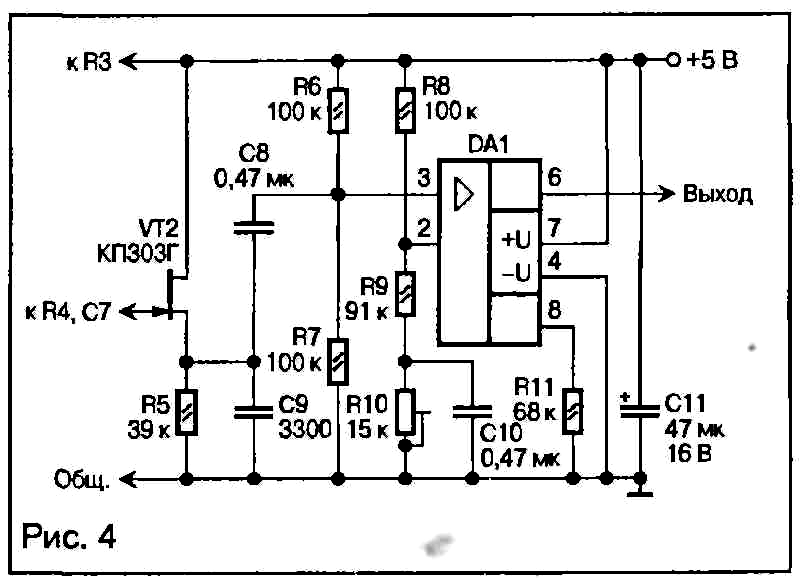 к R3
+5 В
R6
100 к
R8
100 к
DA1
C8
0,47 мк
3
6
Выход
VT2
КП303Г
2
7
+U
4
–U
к R4, C7
R9
91 к
8
R7
100 к
R5
39 к
C9
3300
R10
15 к
C10
0,47 мк
R11
68 к
+
C11
47 мк
16 В
Общ.
Рис. 4